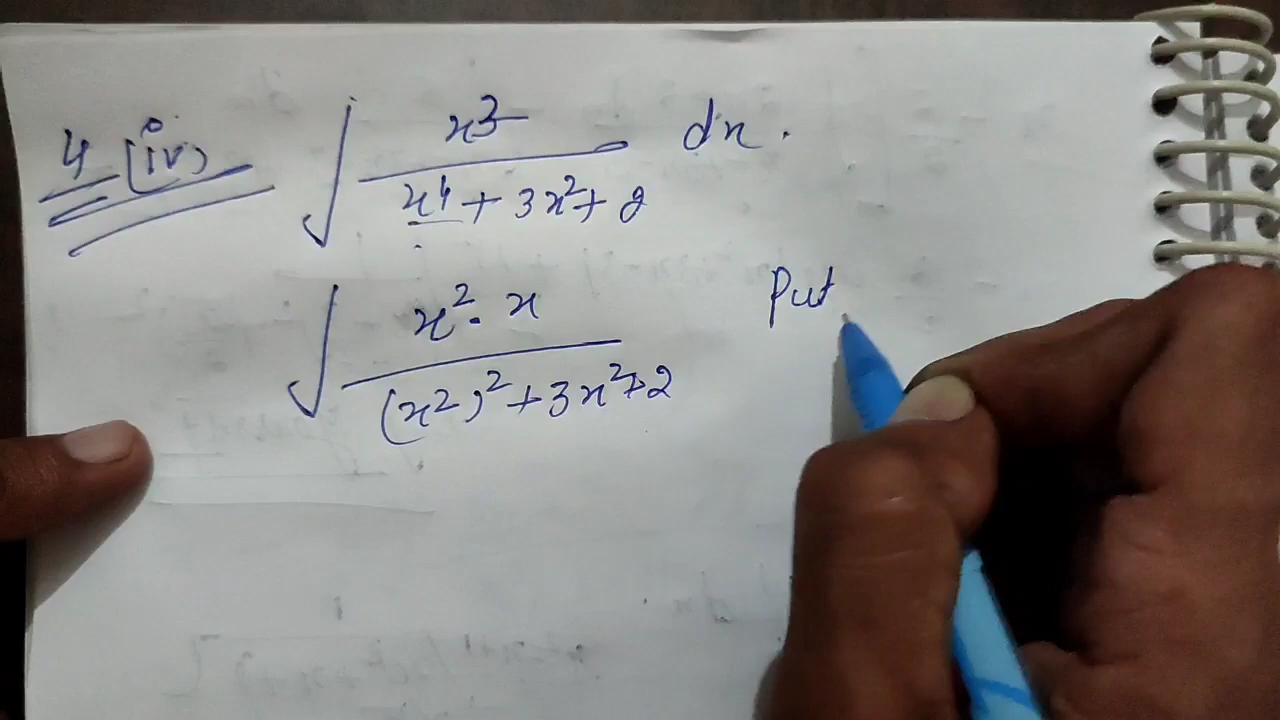 4 (iv) ∫ x³ / (x⁴ + 3x² + 2) dx.
∫ x² · x / ((x²)² + 3x² + 2) Put